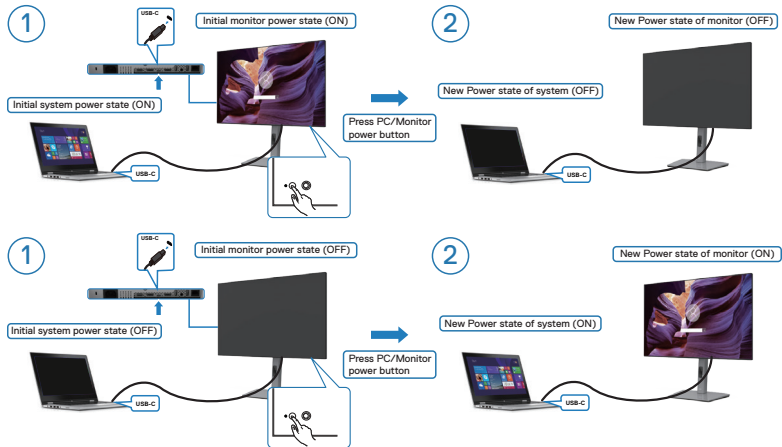 1
USB-C
Initial monitor power state (ON)
2
New Power state of monitor (OFF)
Initial system power state (ON)
New Power state of system (OFF)
Press PC/Monitor
power button
USB-C
USB-C
1
USB-C
Initial monitor power state (OFF)
2
New Power state of monitor (ON)
Initial system power state (OFF)
New Power state of system (ON)
Press PC/Monitor
power button
USB-C
USB-C